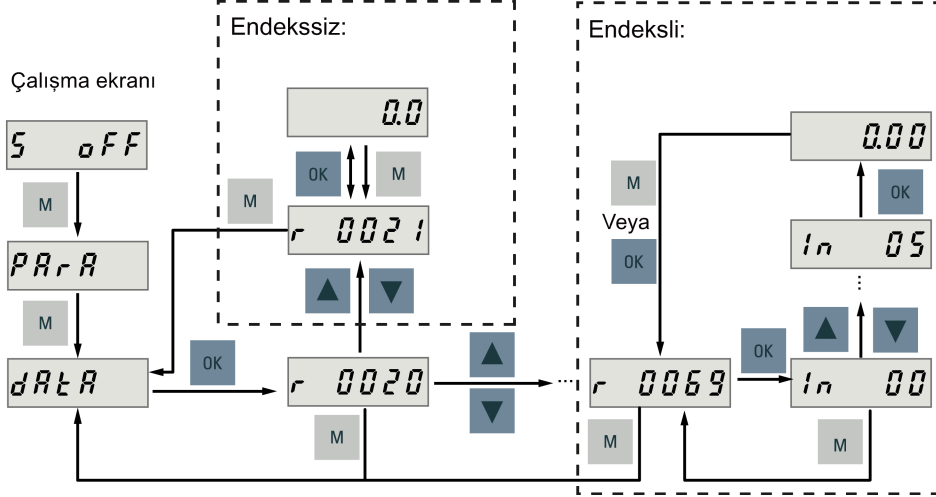 Endekssiz:
Endeksli:
Çalışma ekranı
0.0
0.00
S oFF
OK
M
M
OK
M
M
Veya
OK
r 0021
In 05
PArA
M
OK
OK
dAtA
r 0020
r 0069
In 00
M
M
M